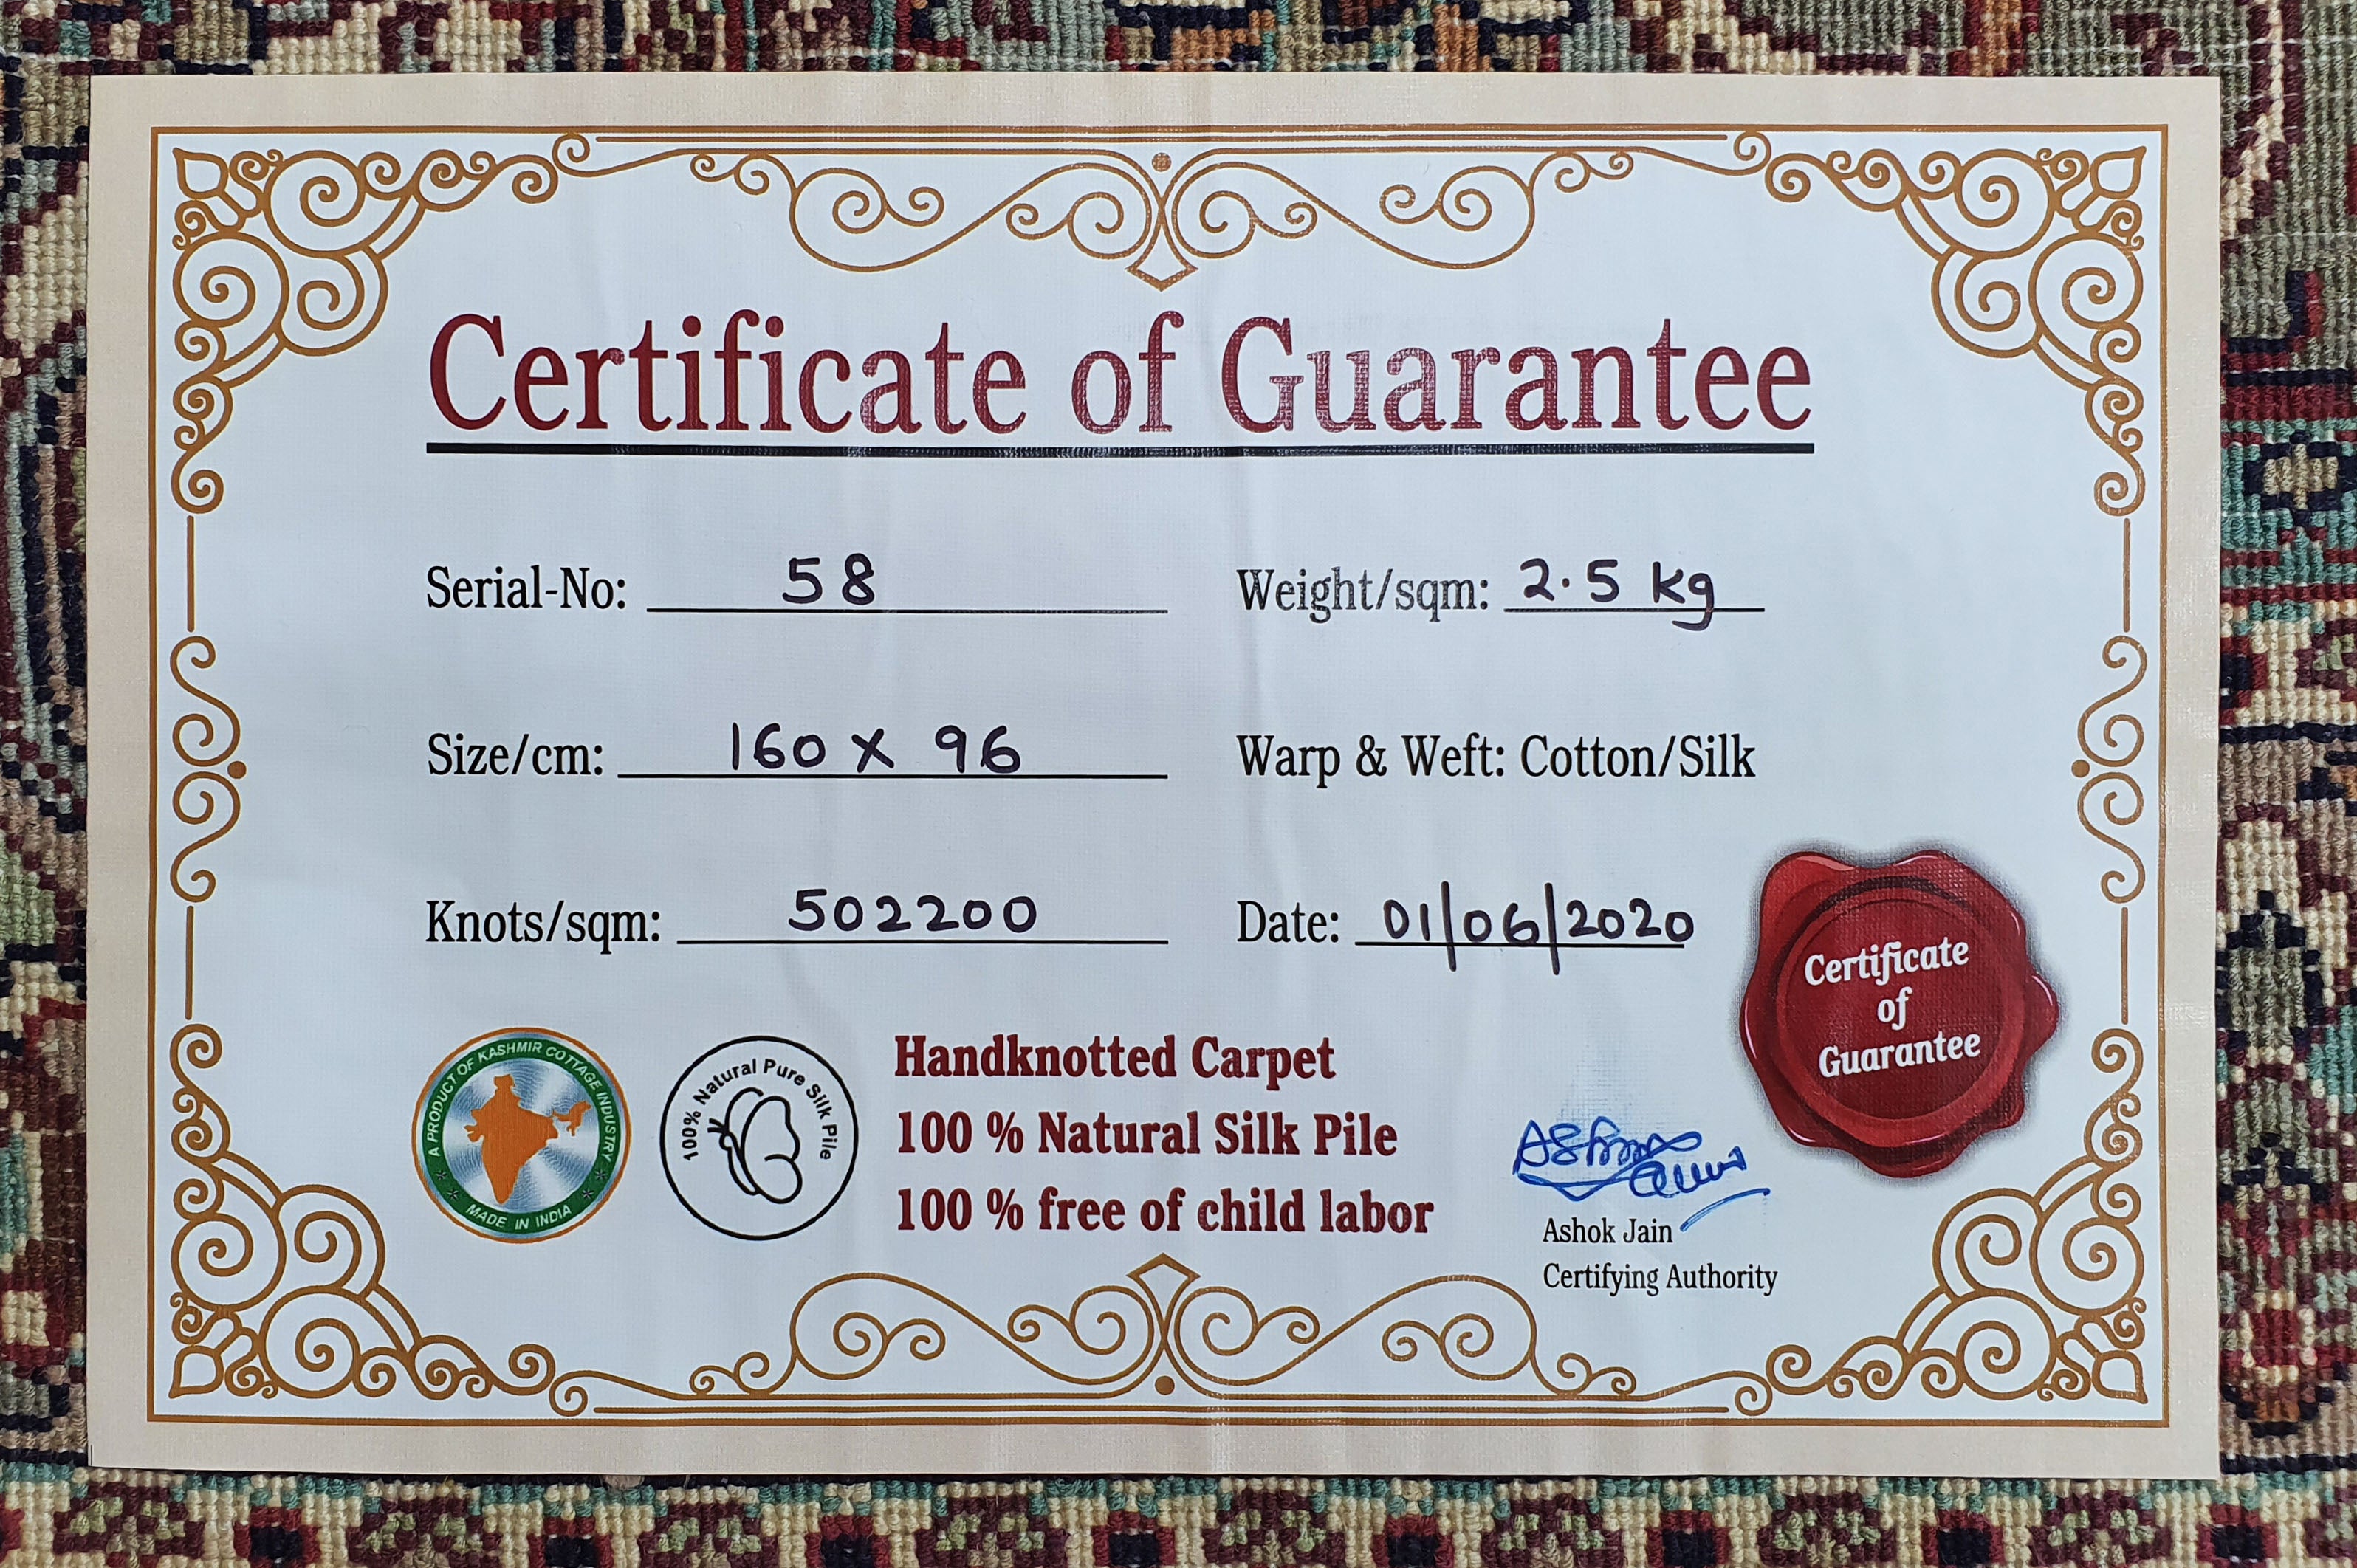 Certificate of Guarantee
Serial-No: 58
Weight/sqm: 2.5 kg
Size/cm: 160 x 96
Warp & Weft: Cotton/Silk
Knots/sqm: 502200
Date: 01/06/2020
Certificate
of
Guarantee
A PRODUCT OF KASHMIR COTTAGE INDUSTRY
MADE IN INDIA
100% Natural Pure Silk Pile
Handknotted Carpet
100 % Natural Silk Pile
100 % free of child labor
Ashok Jain
Certifying Authority